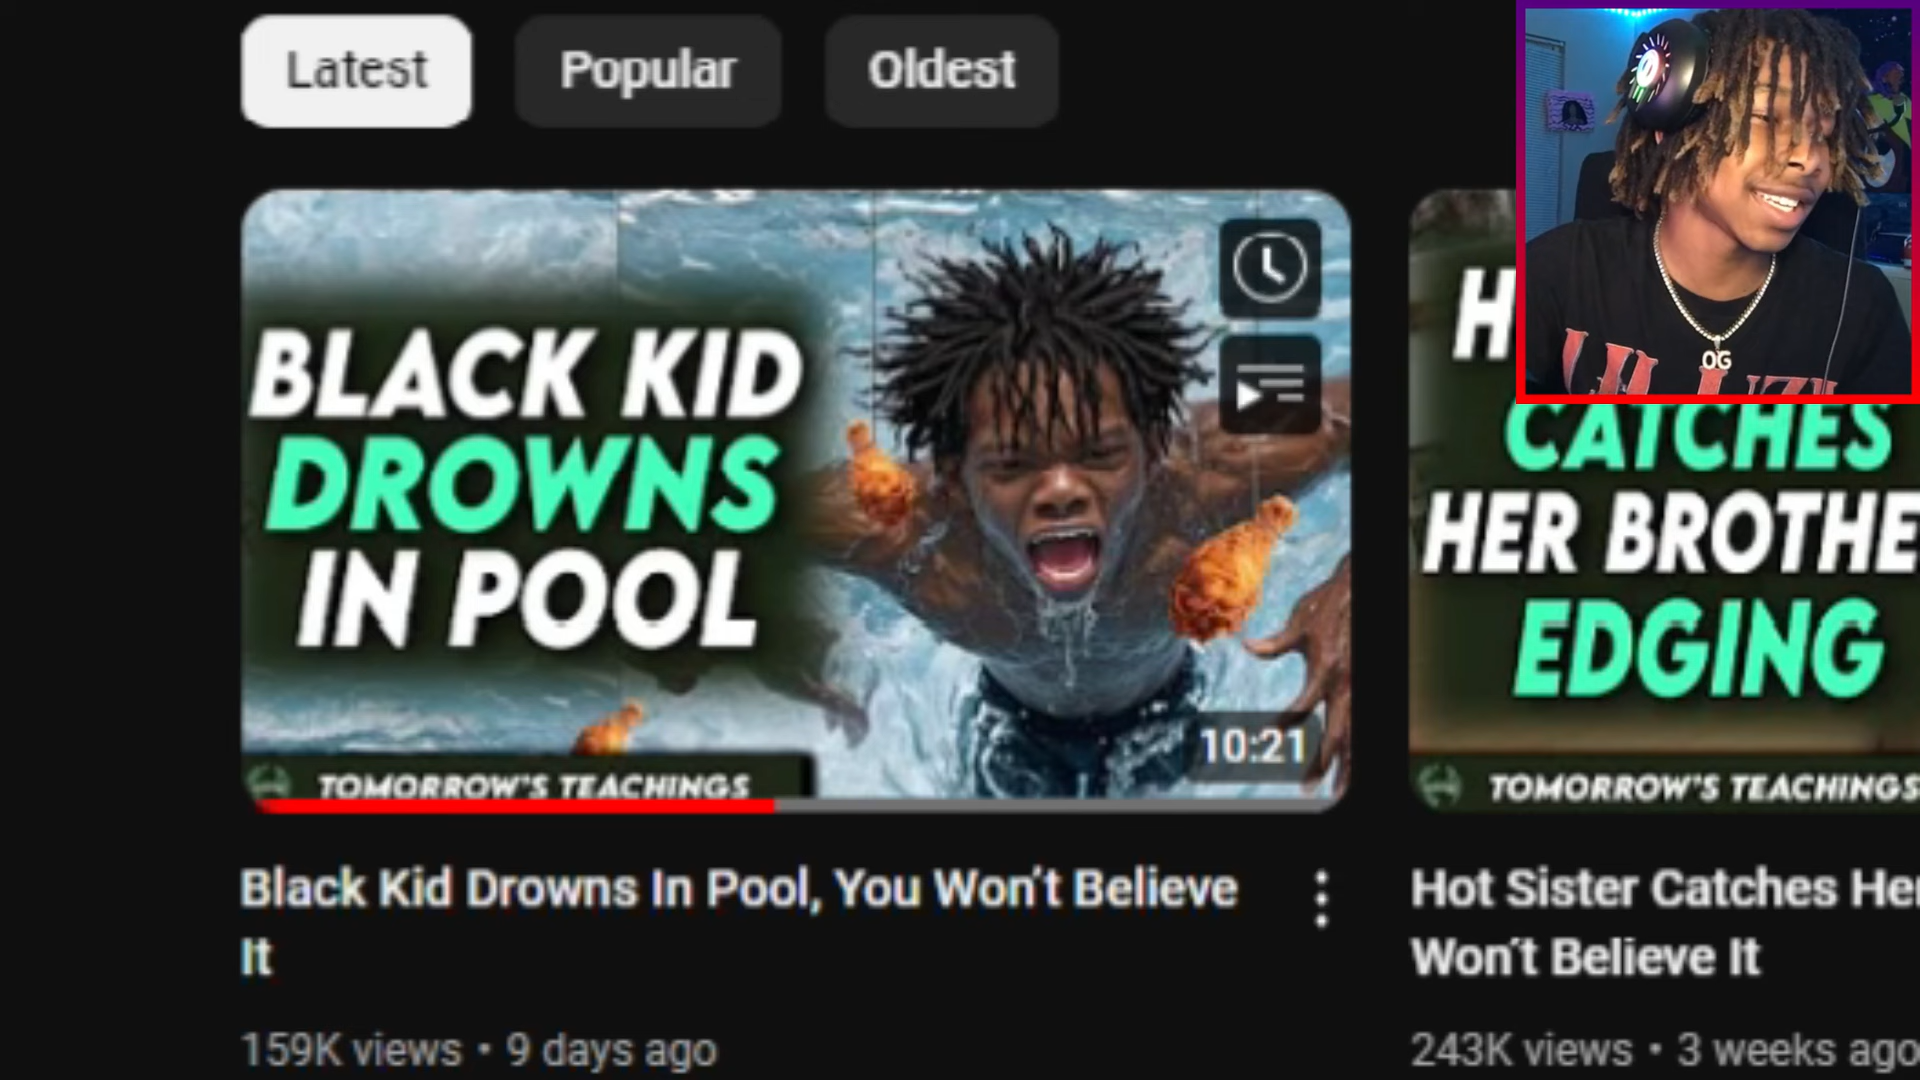 Latest
Popular
Oldest
BLACK KID
DROWNS
IN POOL
10:21
TOMORROW'S TEACHINGS
Black Kid Drowns In Pool, You Won't Believe
It
159K views • 9 days ago
CATCHES
HER BROTHE
EDGING
TOMORROW'S TEACHINGS
Hot Sister Catches Her
Won't Believe It
243K views • 3 weeks ago
OG